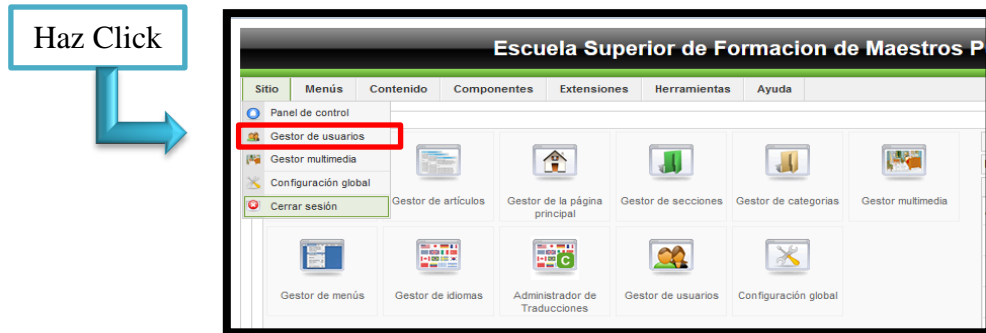 Haz Click
Escuela Superior de Formacion de Maestros P
Sitio Menús Contenido Componentes Extensiones Herramientas Ayuda
Panel de control
Gestor de usuarios
Gestor multimedia
Configuración global
Cerrar sesión
Gestor de artículos
Gestor de la página
principal
Gestor de secciones
Gestor de categorias
Gestor multimedia
Gestor de menús
Gestor de idiomas
C
Administrador de
Traducciones
Gestor de usuarios
Configuración global